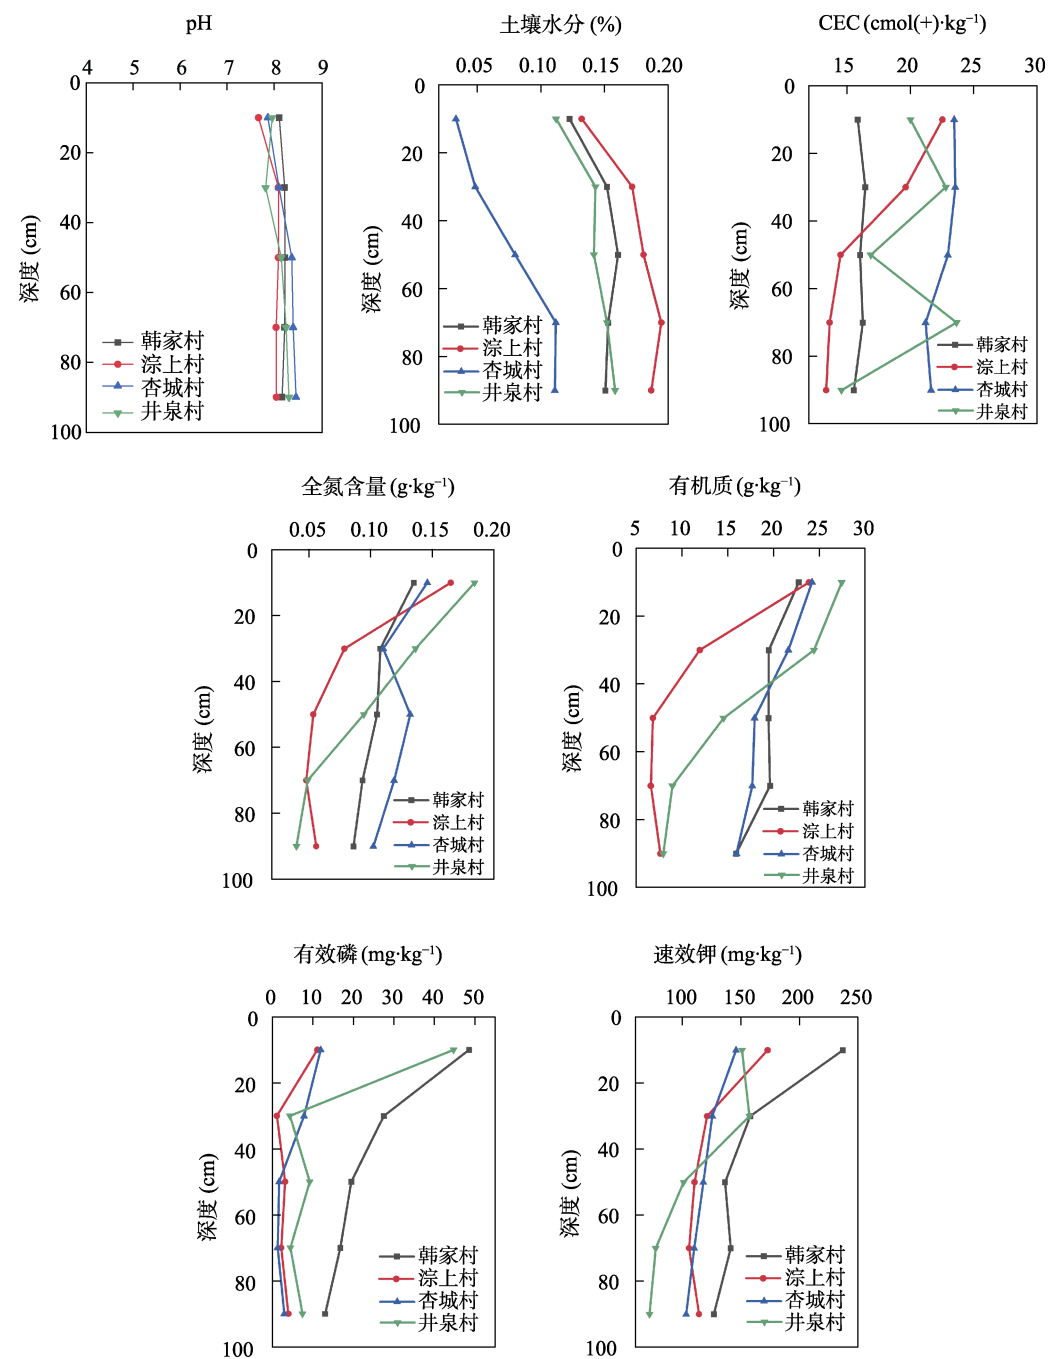 pH
4 5 6 7 8 9
0
20
40
60
80
100
深度 (cm)
韩家村
淙上村
杏城村
井泉村
土壤水分 (%)
0.05 0.10 0.15 0.20
0
20
40
60
80
100
深度 (cm)
韩家村
淙上村
杏城村
井泉村
CEC (cmol(+)·kg⁻¹)
15 20 25 30
0
20
40
60
80
100
深度 (cm)
韩家村
淙上村
杏城村
井泉村
全氮含量 (g·kg⁻¹)
0.05 0.10 0.15 0.20
0
20
40
60
80
100
深度 (cm)
韩家村
淙上村
杏城村
井泉村
有机质 (g·kg⁻¹)
5 10 15 20 25 30
0
20
40
60
80
100
深度 (cm)
韩家村
淙上村
杏城村
井泉村
有效磷 (mg·kg⁻¹)
0 10 20 30 40 50
0
20
40
60
80
100
深度 (cm)
韩家村
淙上村
杏城村
井泉村
速效钾 (mg·kg⁻¹)
100 150 200 250
0
20
40
60
80
100
深度 (cm)
韩家村
淙上村
杏城村
井泉村